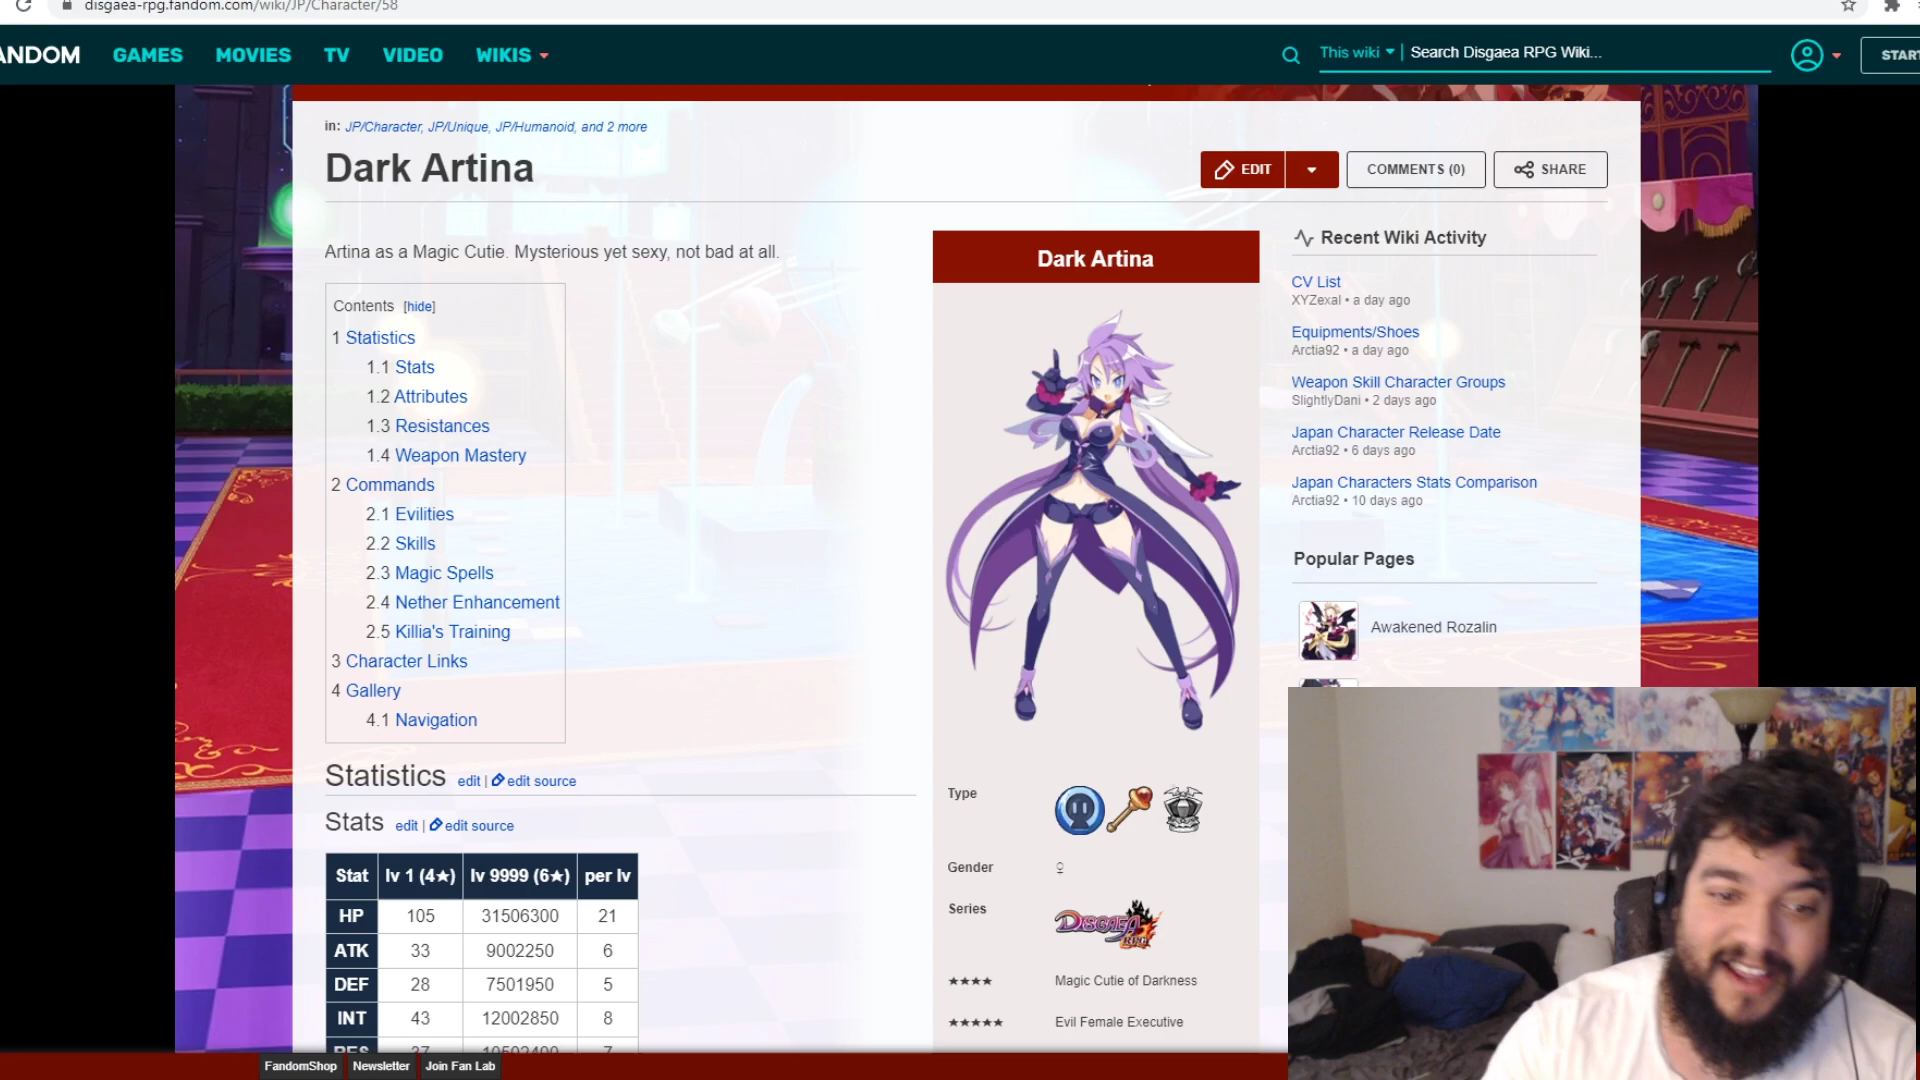 disgaea-rpg.fandom.com/wiki/JP/Character/58
ANDOM GAMES MOVIES TV VIDEO WIKIS This wiki Search Disgaea RPG Wiki... START
in: JP/Character, JP/Unique, JP/Humanoid, and 2 more
Dark Artina
EDIT COMMENTS (0) SHARE
Artina as a Magic Cutie. Mysterious yet sexy, not bad at all.
Contents [hide]
1 Statistics
1.1 Stats
1.2 Attributes
1.3 Resistances
1.4 Weapon Mastery
2 Commands
2.1 Evilities
2.2 Skills
2.3 Magic Spells
2.4 Nether Enhancement
2.5 Killia's Training
3 Character Links
4 Gallery
4.1 Navigation
Statistics edit | edit source
Stats edit | edit source
Stat lv 1 (4★) lv 9999 (6★) per lv
HP 105 31506300 21
ATK 33 9002250 6
DEF 28 7501950 5
INT 43 12002850 8
RES 37 10502400 7
Dark Artina
Type
Gender ♀
Series DISGAEA RPG
★★★★ Magic Cutie of Darkness
★★★★★ Evil Female Executive
Recent Wiki Activity
CV List
XYZexal • a day ago
Equipments/Shoes
Arctia92 • a day ago
Weapon Skill Character Groups
SlightlyDani • 2 days ago
Japan Character Release Date
Arctia92 • 6 days ago
Japan Characters Stats Comparison
Arctia92 • 10 days ago
Popular Pages
Awakened Rozalin
FandomShop Newsletter Join Fan Lab